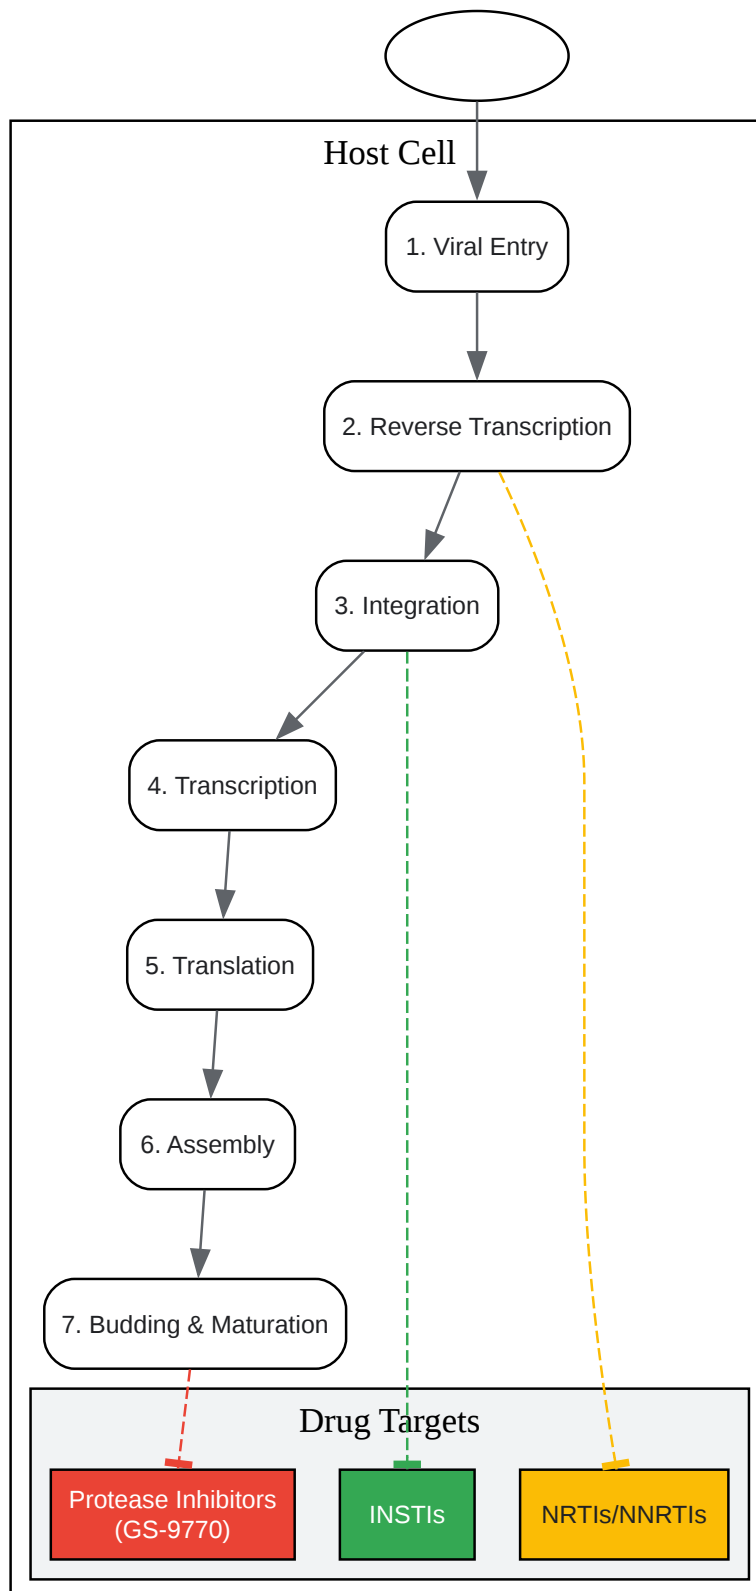 Host Cell
1. Viral Entry
2. Reverse Transcription
3. Integration
4. Transcription
5. Translation
6. Assembly
7. Budding & Maturation
Drug Targets
Protease Inhibitors
(GS-9770)
INSTIs
NRTIs/NNRTIs